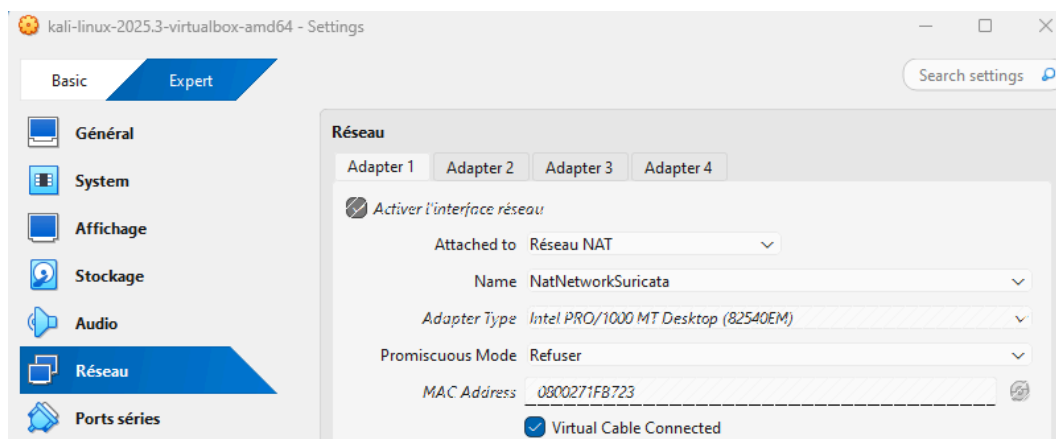 kali-linux-2025.3-virtualbox-amd64 - Settings
Basic
Expert
Search settings
Général
System
Affichage
Stockage
Audio
Réseau
Ports séries
Réseau
Adapter 1
Adapter 2
Adapter 3
Adapter 4
Activer l'interface réseau
Attached to Réseau NAT
Name NatNetworkSuricata
Adapter Type Intel PRO/1000 MT Desktop (82540EM)
Promiscuous Mode Refuser
MAC Address 0800271FB723
Virtual Cable Connected